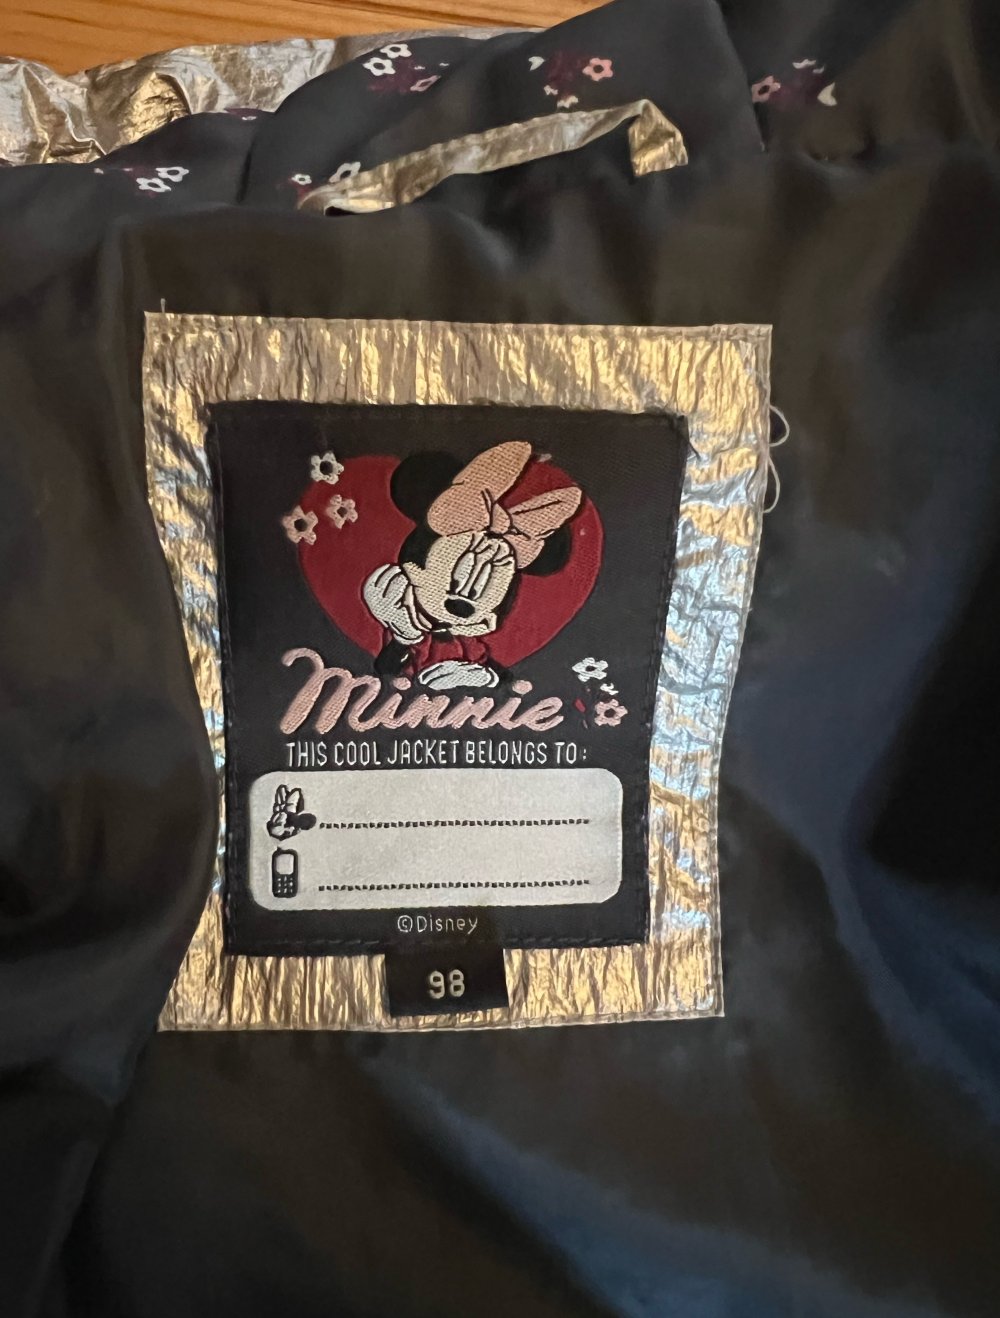 Minnie
THIS COOL JACKET BELONGS TO:
©Disney
98